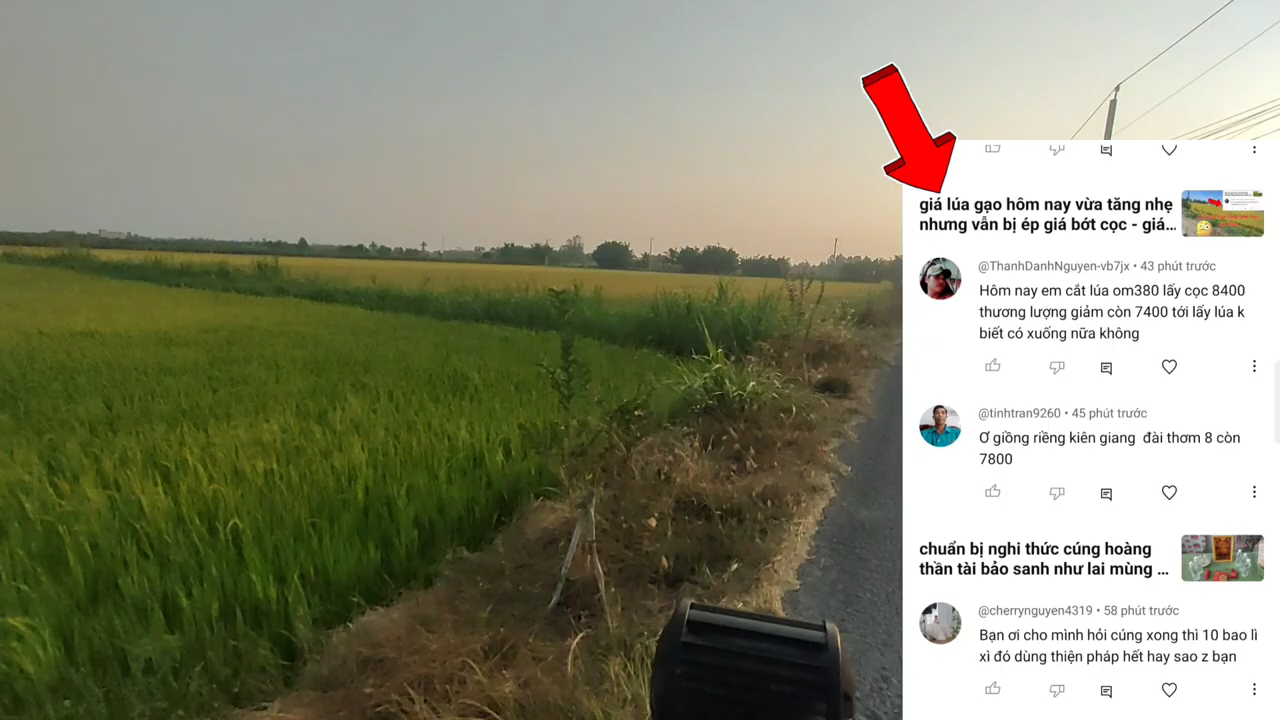 giá lúa gạo hôm nay vừa tăng nhẹ
nhưng vẫn bị ép giá bớt cọc - giá...
@ThanhDanhNguyen-vb7jx • 43 phút trước
Hôm nay em cắt lúa om380 lấy cọc 8400
thương lượng giảm còn 7400 tới lấy lúa k
biết có xuống nữa không
@tinhtran9260 • 45 phút trước
Ơ giồng riềng kiên giang  đài thơm 8 còn
7800
chuẩn bị nghi thức cúng hoàng
thần tài bảo sanh như lai mùng ...
@cherrynguyen4319 • 58 phút trước
Bạn ơi cho mình hỏi cúng xong thì 10 bao lì
xì đó dùng thiện pháp hết hay sao z bạn